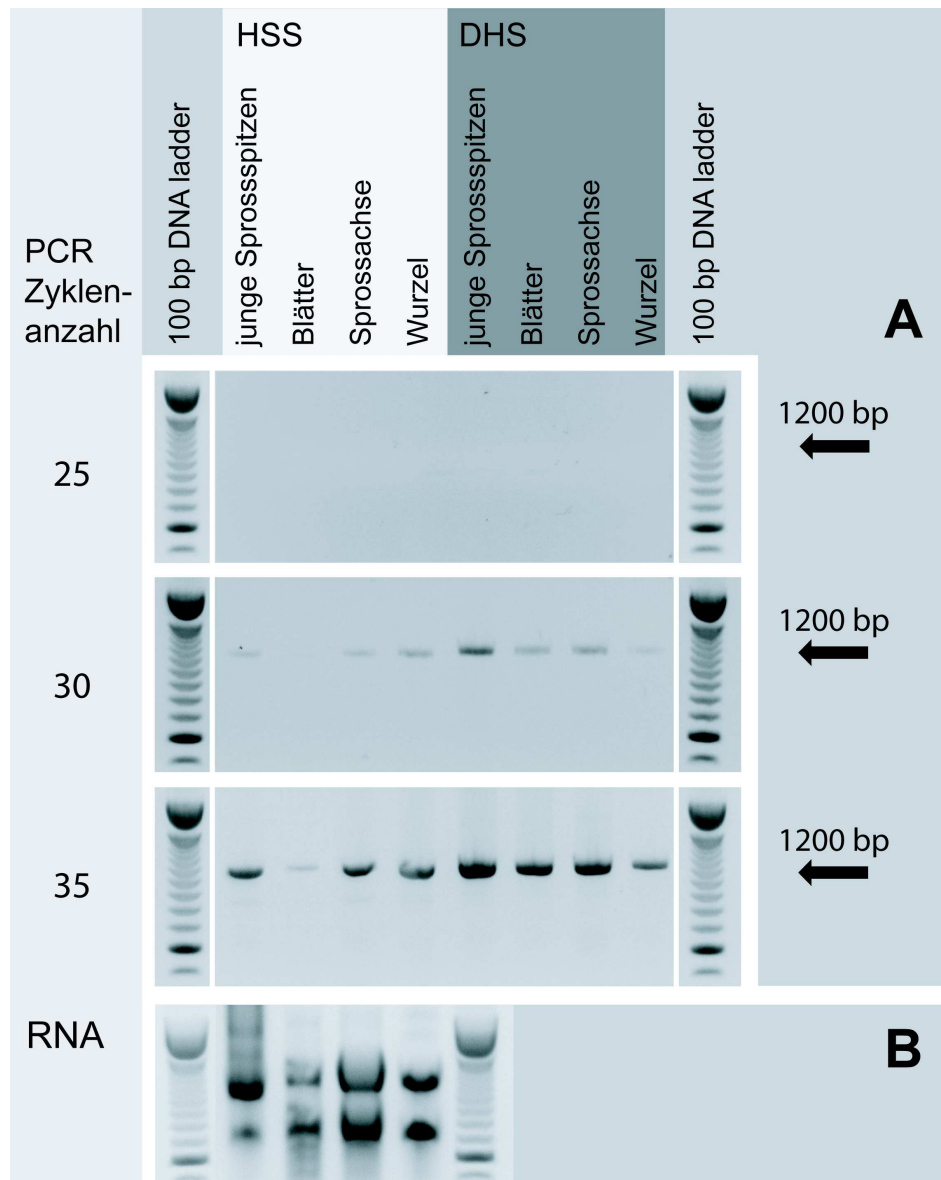 HSS
DHS
PCR
Zyklen-
anzahl
100 bp DNA ladder
junge Sprossspitzen
Blätter
Sprossachse
Wurzel
junge Sprossspitzen
Blätter
Sprossachse
Wurzel
100 bp DNA ladder
A
1200 bp
25
1200 bp
30
1200 bp
35
RNA
B